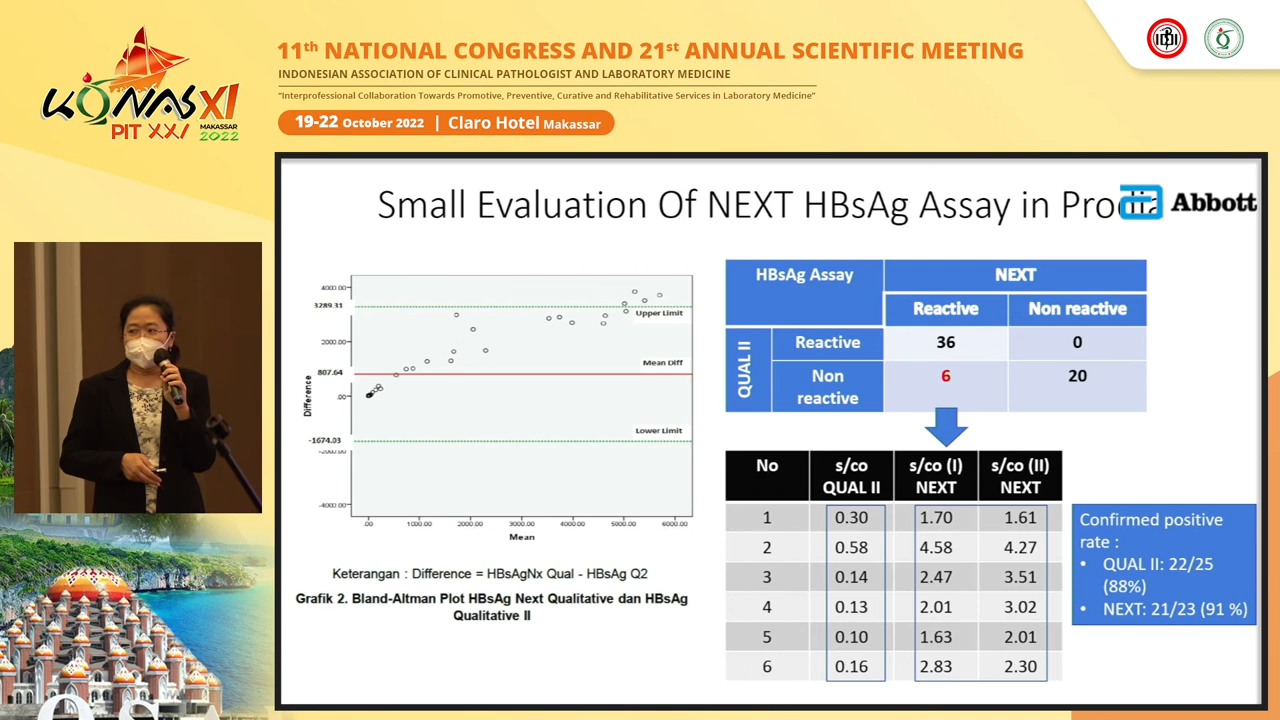 11th NATIONAL CONGRESS AND 21st ANNUAL SCIENTIFIC MEETING
INDONESIAN ASSOCIATION OF CLINICAL PATHOLOGIST AND LABORATORY MEDICINE
"Interprofessional Collaboration Towards Promotive, Preventive, Curative and Rehabilitative Services in Laboratory Medicine"
19-22 October 2022 | Claro Hotel Makassar
KONAS XI
PIT XXI MAKASSAR 2022
Small Evaluation Of NEXT HBsAg Assay in Prodia
Abbott
4000.00
3289.31
Upper Limit
2000.00
Mean Diff
807.64
.00
Difference
Lower Limit
-1674.03
-2000.00
-4000.00
.00 1000.00 2000.00 3000.00 4000.00 5000.00 6000.00
Mean
Keterangan : Difference = HBsAgNx Qual - HBsAg Q2
Grafik 2. Bland-Altman Plot HBsAg Next Qualitative dan HBsAg
Qualitative II
HBsAg Assay NEXT
Reactive Non reactive
QUAL II
Reactive 36 0
Non reactive 6 20
No s/co QUAL II s/co (I) NEXT s/co (II) NEXT
1 0.30 1.70 1.61
2 0.58 4.58 4.27
3 0.14 2.47 3.51
4 0.13 2.01 3.02
5 0.10 1.63 2.01
6 0.16 2.83 2.30
Confirmed positive
rate :
• QUAL II: 22/25
(88%)
• NEXT: 21/23 (91 %)